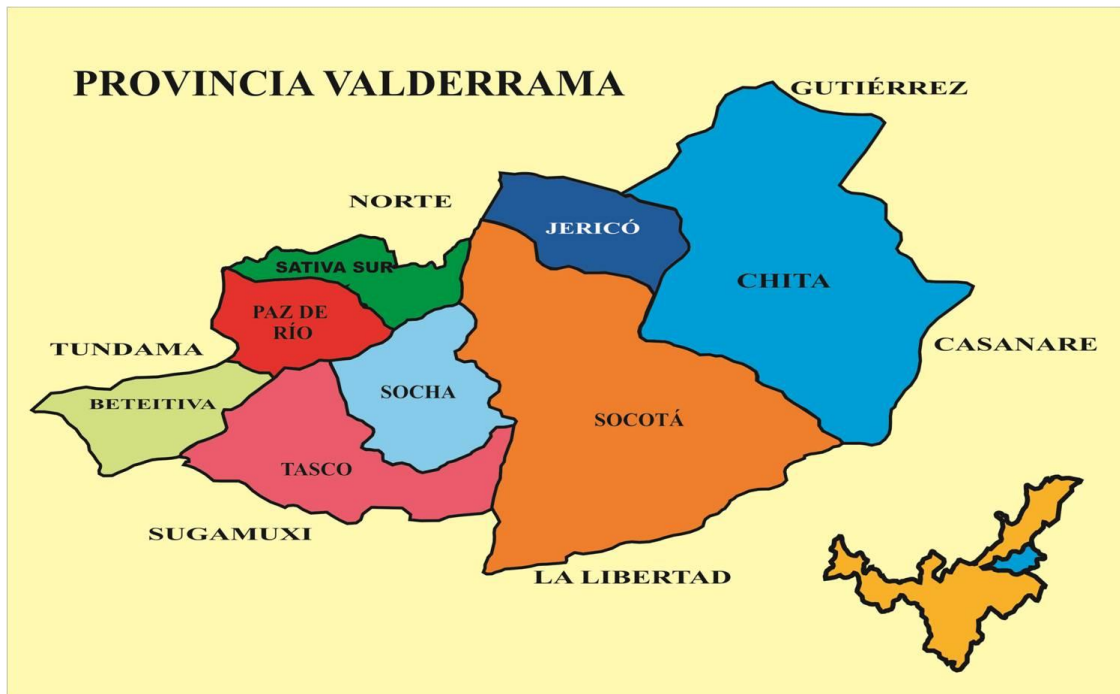 PROVINCIA VALDERRAMA
GUTIÉRREZ
NORTE
JERICÓ
SATIVA SUR
CHITA
PAZ DE
RÍO
TUNDAMA
CASANARE
BETEITIVA
SOCHA
SOCOTÁ
TASCO
SUGAMUXI
LA LIBERTAD